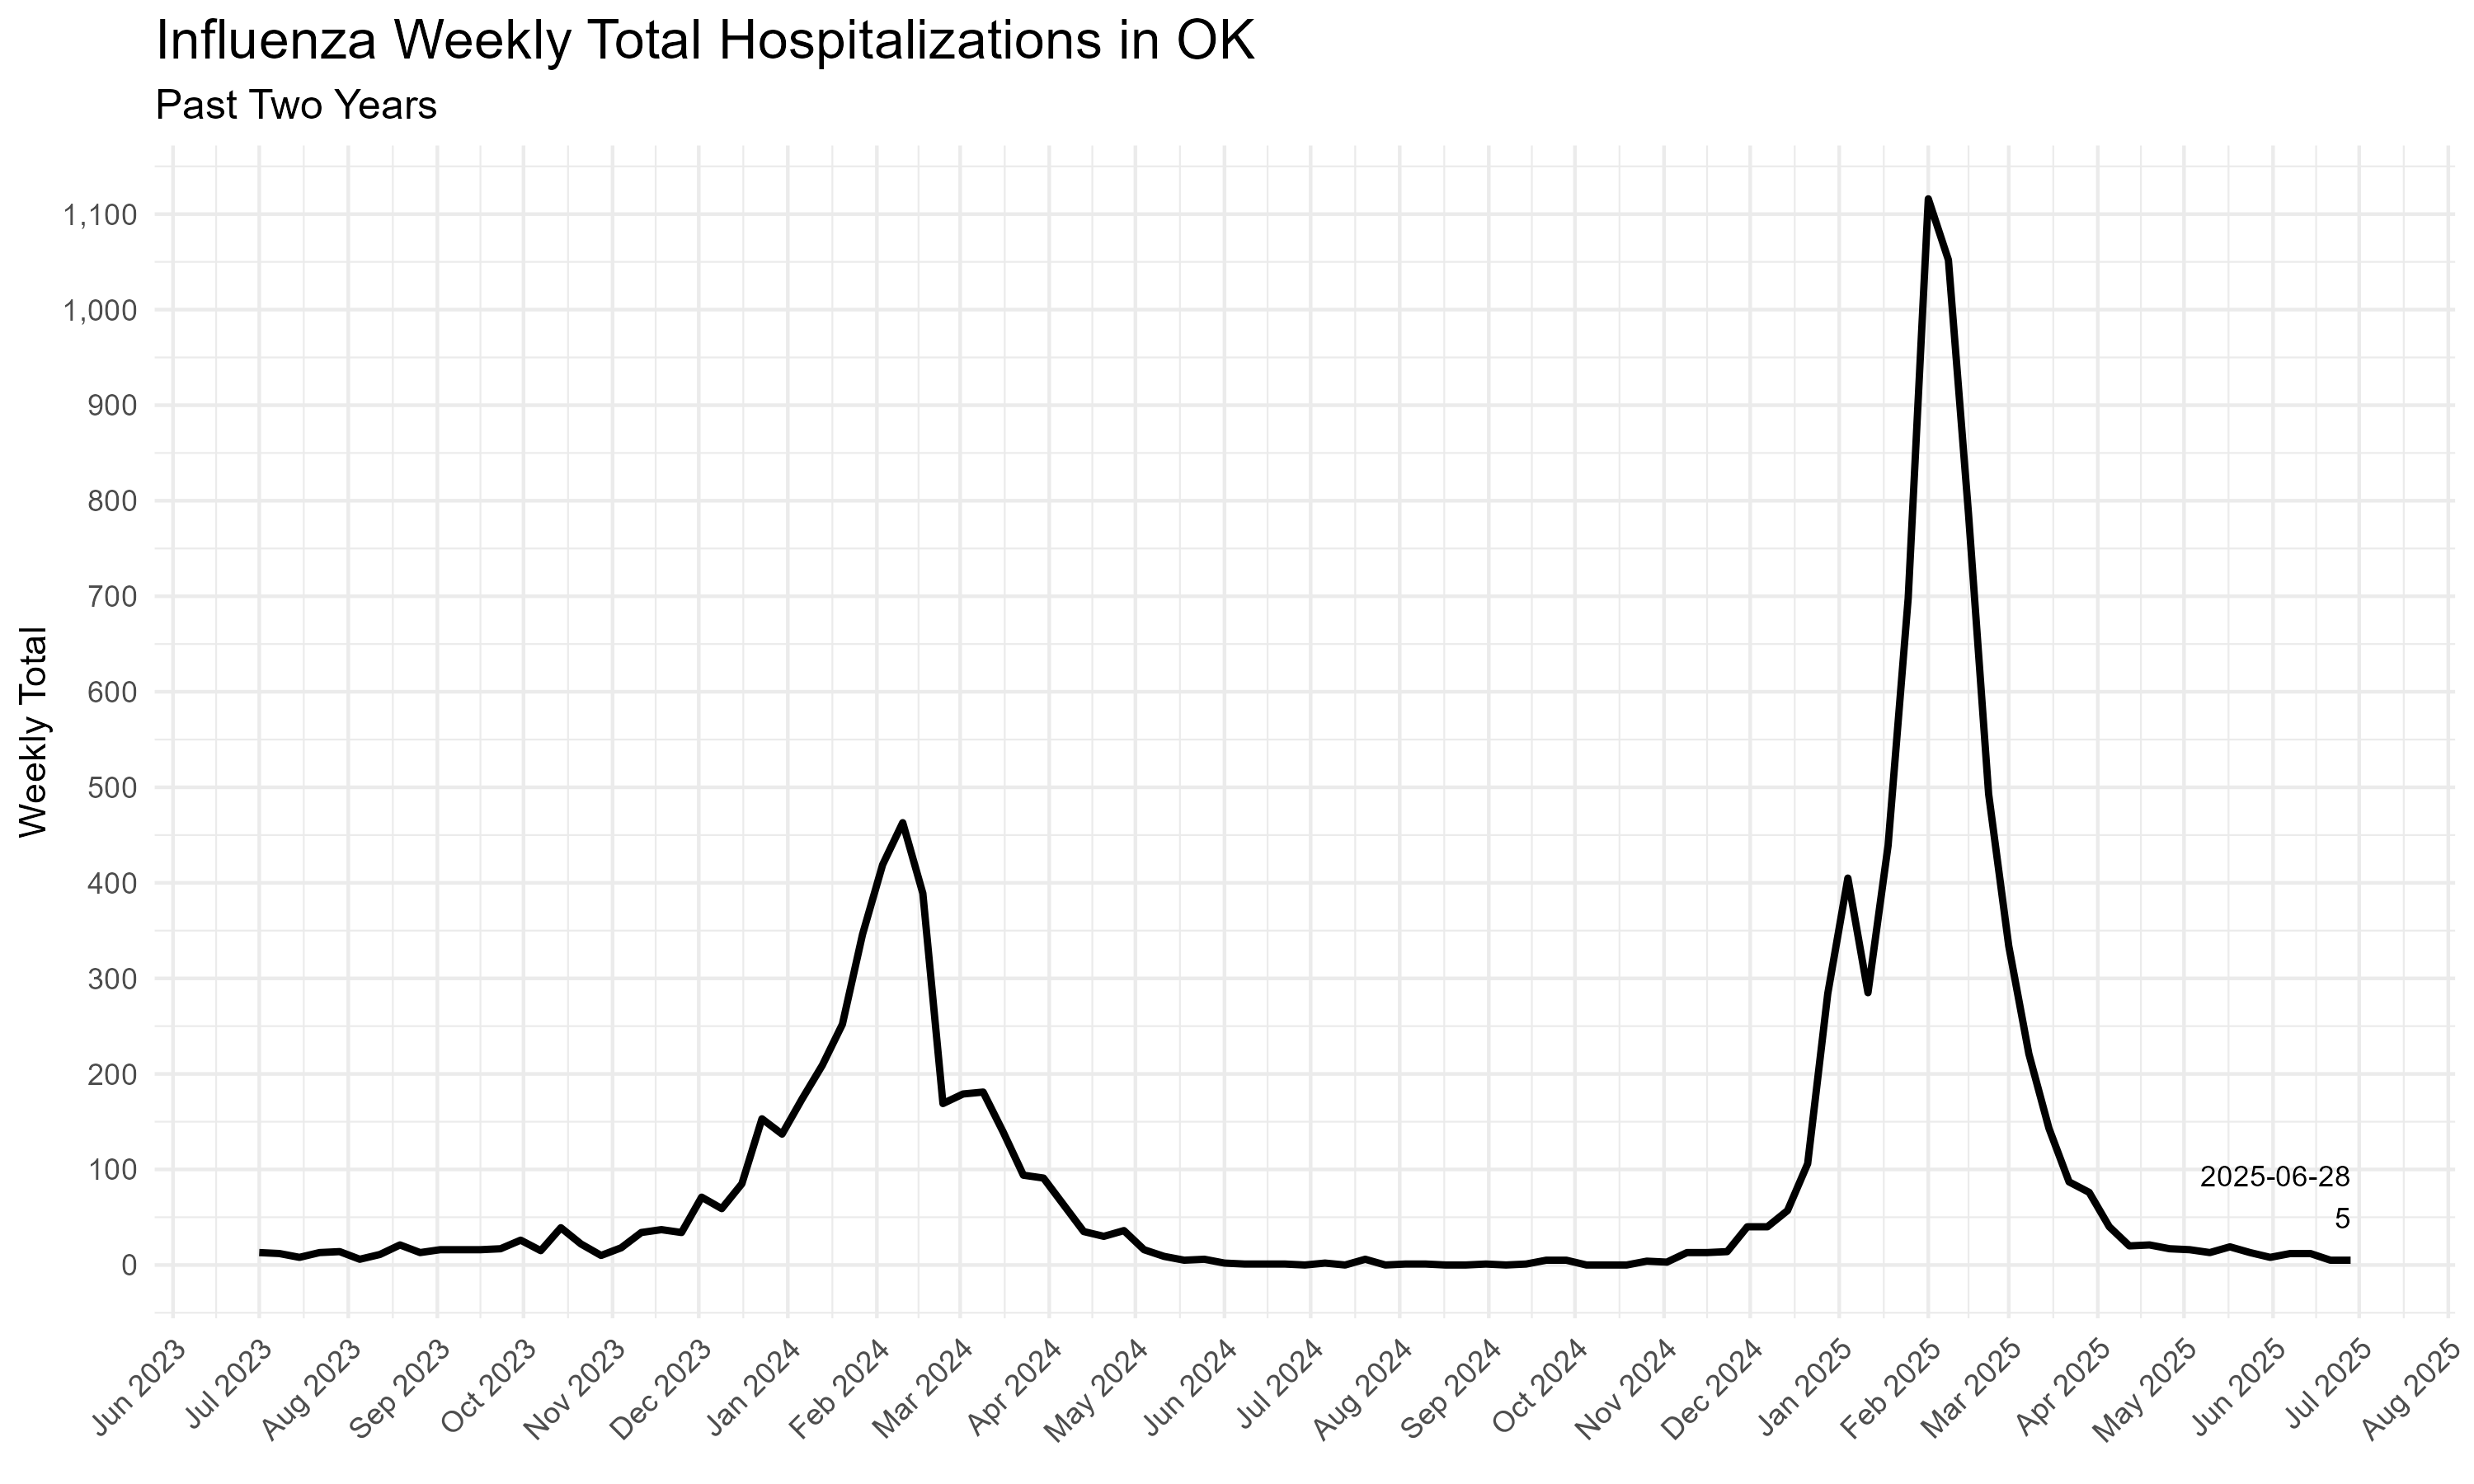 Influenza Weekly Total Hospitalizations in OK
Past Two Years
Weekly Total
1,100
1,000
900
800
700
600
500
400
300
200
100
0
2025-06-28
5
Jun 2023
Jul 2023
Aug 2023
Sep 2023
Oct 2023
Nov 2023
Dec 2023
Jan 2024
Feb 2024
Mar 2024
Apr 2024
May 2024
Jun 2024
Jul 2024
Aug 2024
Sep 2024
Oct 2024
Nov 2024
Dec 2024
Jan 2025
Feb 2025
Mar 2025
Apr 2025
May 2025
Jun 2025
Jul 2025
Aug 2025